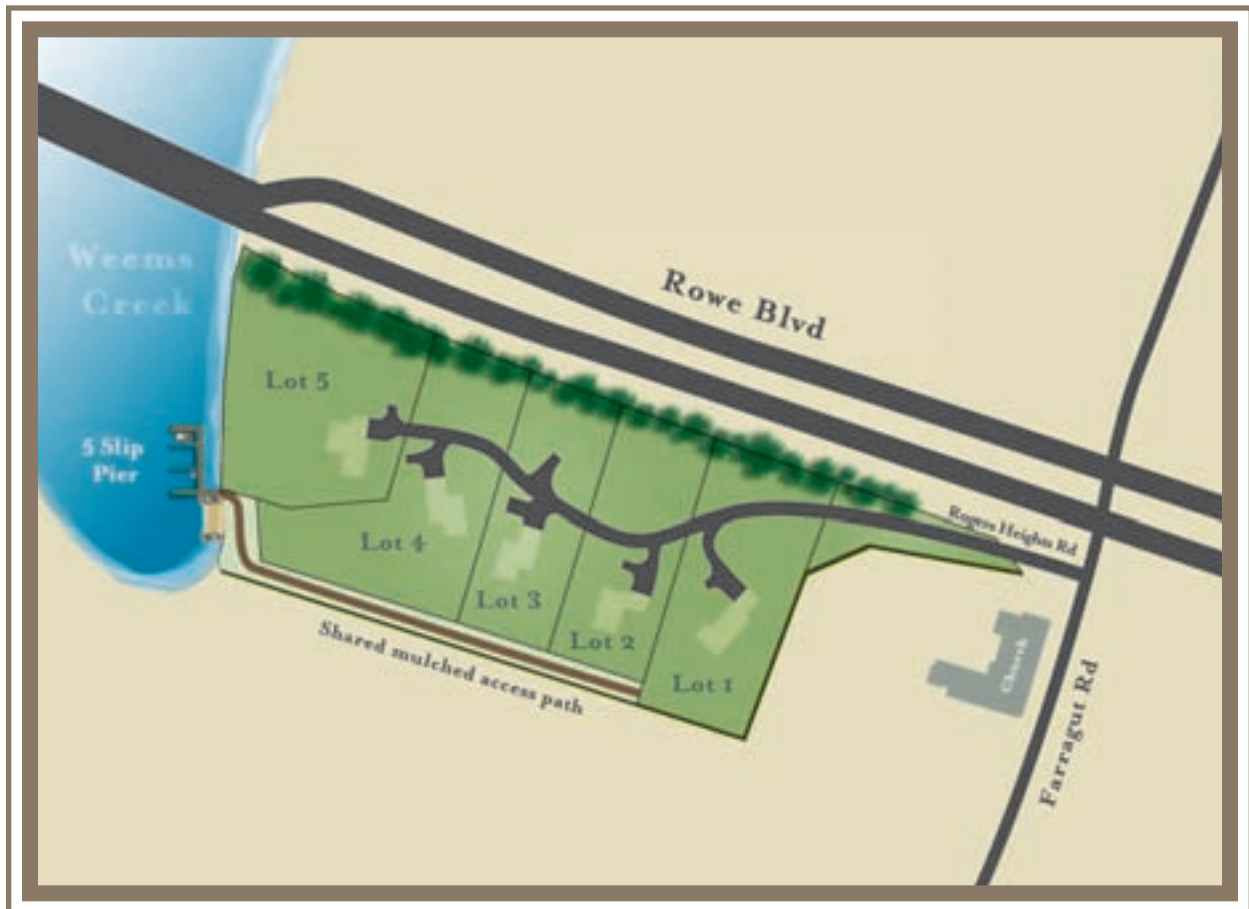 Weems
Creek
Rowe Blvd
Lot 5
5 Slip
Pier
Rogers Heights Rd
Lot 4
Lot 3
Lot 2
Lot 1
Church
Shared mulched access path
Farragut Rd